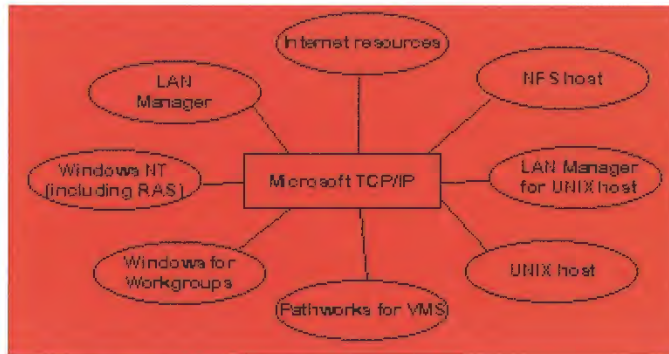 Internet resources
LAN
Manager
NFS host
Windows NT
(including RAS)
Microsoft TCP/IP
LAN Manager
for UNIX host
Windows for
Workgroups
UNIX host
Pathworks for VMS